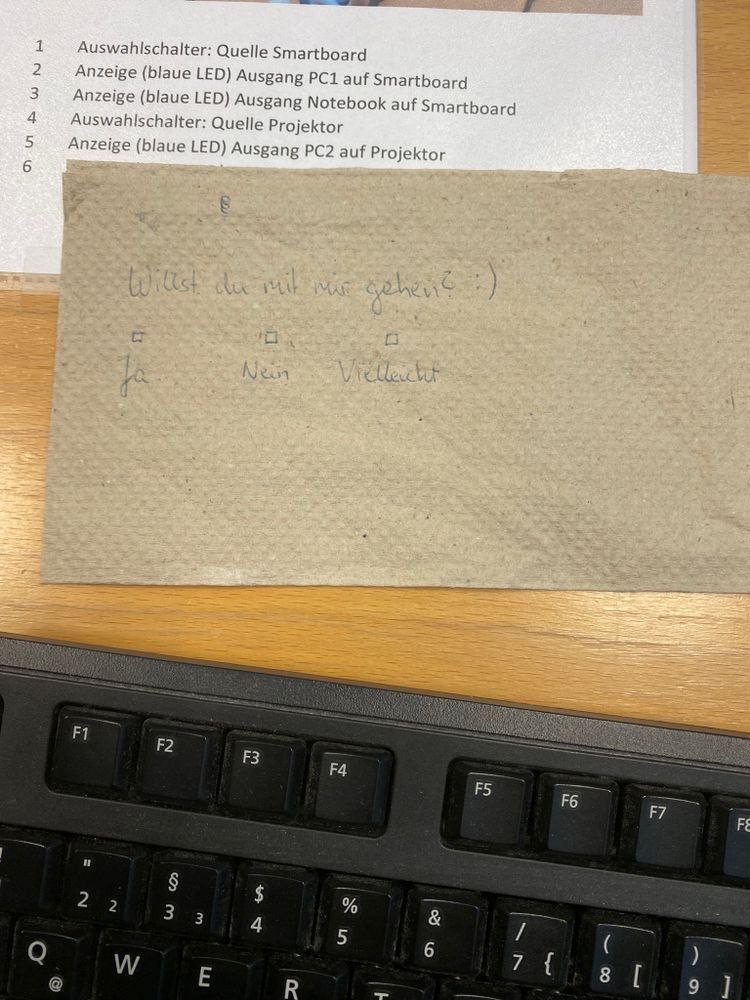 1 Auswahlschalter: Quelle Smartboard
2 Anzeige (blaue LED) Ausgang PC1 auf Smartboard
3 Anzeige (blaue LED) Ausgang Notebook auf Smartboard
4 Auswahlschalter: Quelle Projektor
5 Anzeige (blaue LED) Ausgang PC2 auf Projektor
6
Willst du mit mir gehen? :)
□ □ □
Ja Nein Vielleicht
F1 F2 F3 F4 F5 F6 F7 F8
" § $ % & / ( )
2 2 3 3 4 5 6 7 { 8 [ 9 ]
Q @ W E R